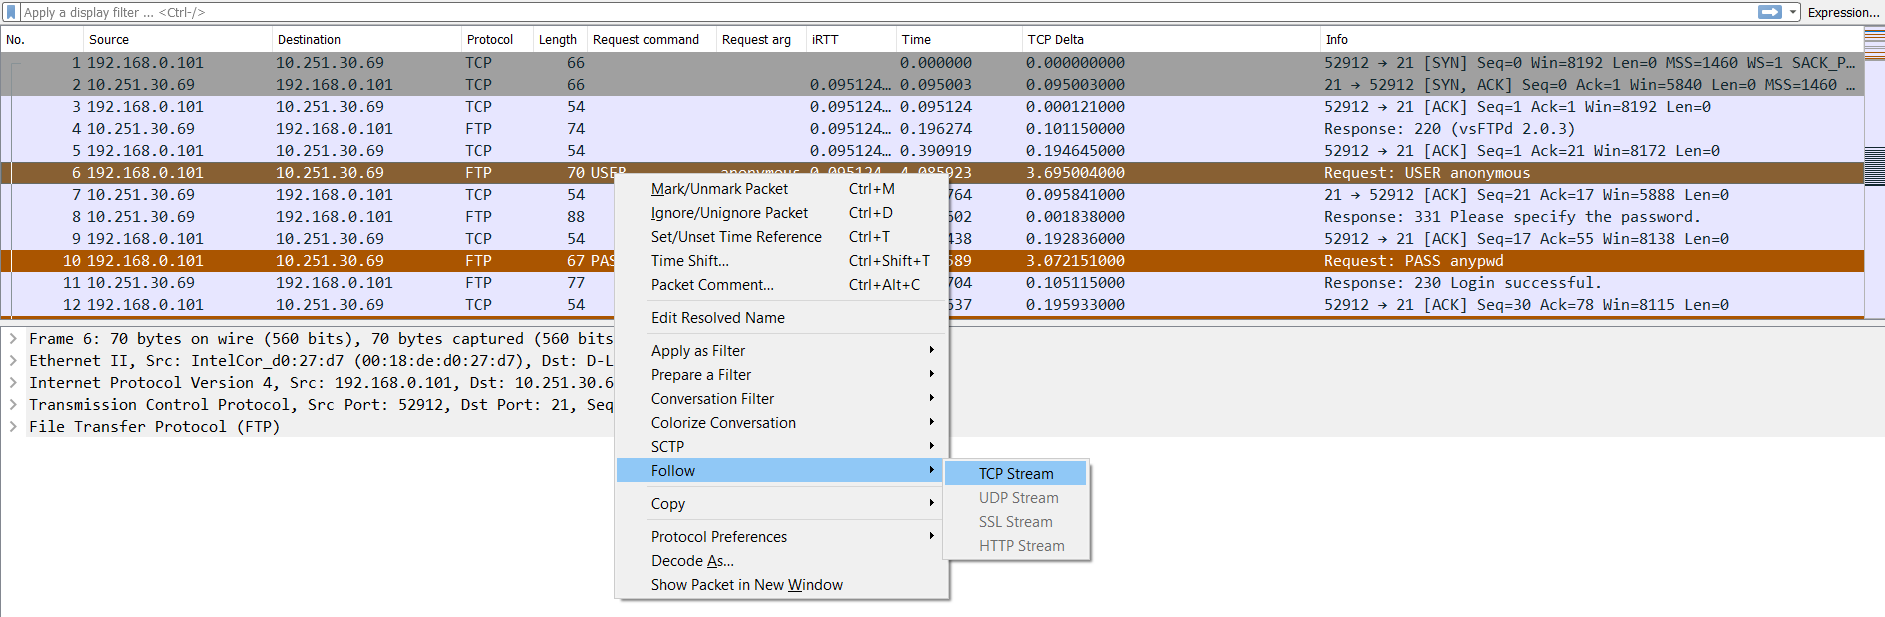 Apply a display filter ... <Ctrl-/> Expression...
No. Source Destination Protocol Length Request command Request arg iRTT Time TCP Delta Info
1 192.168.0.101 10.251.30.69 TCP 66 0.000000 0.000000000 52912 → 21 [SYN] Seq=0 Win=8192 Len=0 MSS=1460 WS=1 SACK_P…
2 10.251.30.69 192.168.0.101 TCP 66 0.095124… 0.095003 0.095003000 21 → 52912 [SYN, ACK] Seq=0 Ack=1 Win=5840 Len=0 MSS=1460 …
3 192.168.0.101 10.251.30.69 TCP 54 0.095124… 0.095124 0.000121000 52912 → 21 [ACK] Seq=1 Ack=1 Win=8192 Len=0
4 10.251.30.69 192.168.0.101 FTP 74 0.095124… 0.196274 0.101150000 Response: 220 (vsFTPd 2.0.3)
5 192.168.0.101 10.251.30.69 TCP 54 0.095124… 0.390919 0.194645000 52912 → 21 [ACK] Seq=1 Ack=21 Win=8172 Len=0
6 192.168.0.101 10.251.30.69 FTP 70 USER anonymous 0.095124… 4.085923 3.695004000 Request: USER anonymous
7 10.251.30.69 192.168.0.101 TCP 54 764 0.095841000 21 → 52912 [ACK] Seq=21 Ack=17 Win=5888 Len=0
8 10.251.30.69 192.168.0.101 FTP 88 602 0.001838000 Response: 331 Please specify the password.
9 192.168.0.101 10.251.30.69 TCP 54 438 0.192836000 52912 → 21 [ACK] Seq=17 Ack=55 Win=8138 Len=0
10 192.168.0.101 10.251.30.69 FTP 67 PAS 589 3.072151000 Request: PASS anypwd
11 10.251.30.69 192.168.0.101 FTP 77 704 0.105115000 Response: 230 Login successful.
12 192.168.0.101 10.251.30.69 TCP 54 637 0.195933000 52912 → 21 [ACK] Seq=30 Ack=78 Win=8115 Len=0
Frame 6: 70 bytes on wire (560 bits), 70 bytes captured (560 bits
Ethernet II, Src: IntelCor_d0:27:d7 (00:18:de:d0:27:d7), Dst: D-L
Internet Protocol Version 4, Src: 192.168.0.101, Dst: 10.251.30.6
Transmission Control Protocol, Src Port: 52912, Dst Port: 21, Seq
File Transfer Protocol (FTP)
Mark/Unmark Packet Ctrl+M
Ignore/Unignore Packet Ctrl+D
Set/Unset Time Reference Ctrl+T
Time Shift... Ctrl+Shift+T
Packet Comment... Ctrl+Alt+C
Edit Resolved Name
Apply as Filter
Prepare a Filter
Conversation Filter
Colorize Conversation
SCTP
Follow
Copy
Protocol Preferences
Decode As...
Show Packet in New Window
TCP Stream
UDP Stream
SSL Stream
HTTP Stream